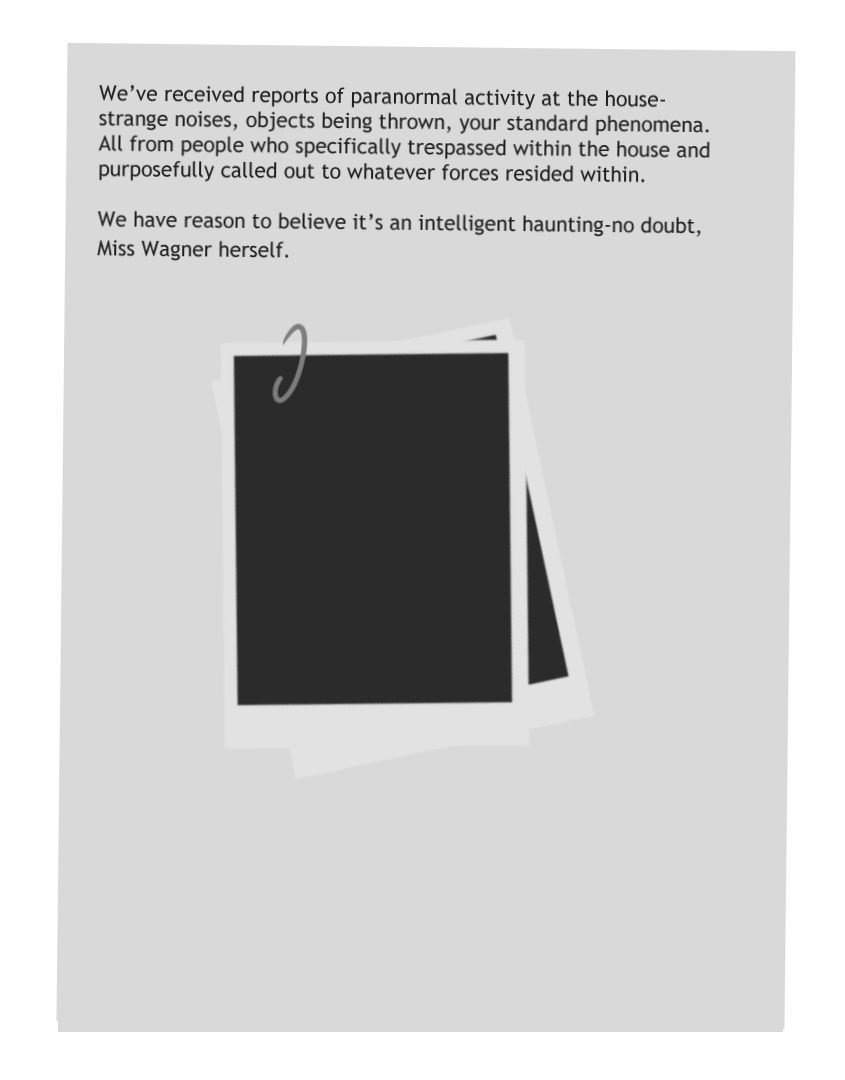 We’ve received reports of paranormal activity at the house-
strange noises, objects being thrown, your standard phenomena.
All from people who specifically trespassed within the house and
purposefully called out to whatever forces resided within.
We have reason to believe it’s an intelligent haunting-no doubt,
Miss Wagner herself.